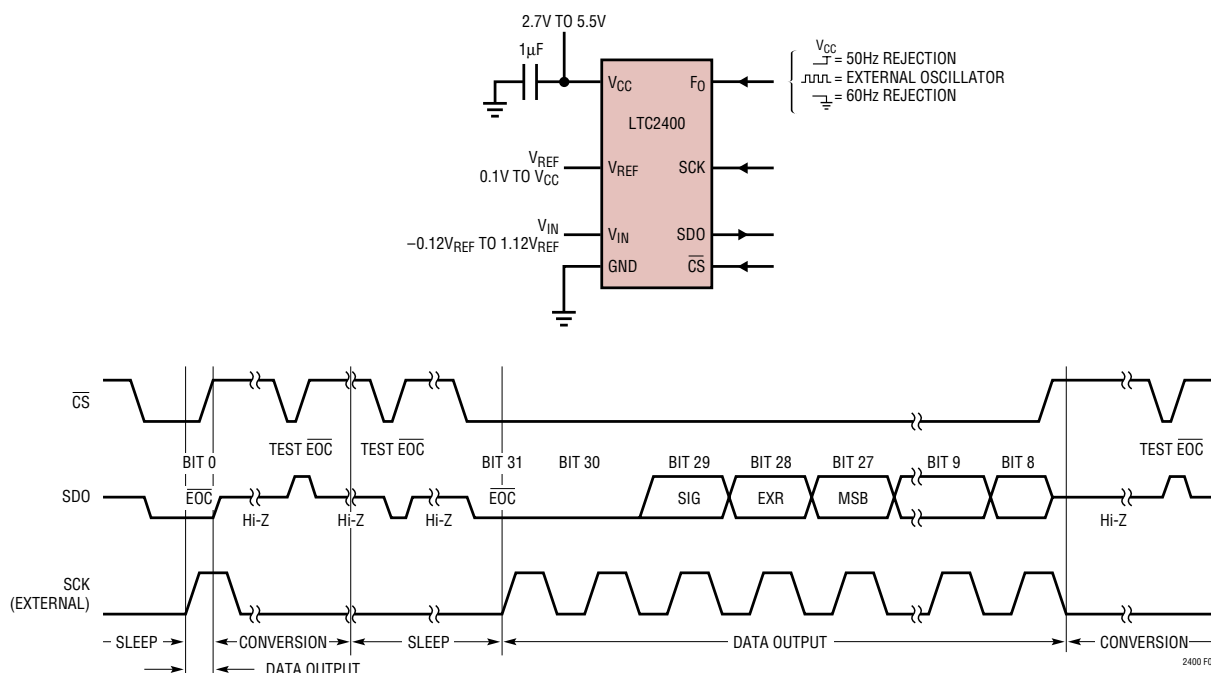 2.7V TO 5.5V
1µF
VCC
FO
LTC2400
VREF
0.1V TO VCC
VREF
SCK
VIN
–0.12VREF TO 1.12VREF
VIN
SDO
GND
CS
VCC
= 50Hz REJECTION
= EXTERNAL OSCILLATOR
= 60Hz REJECTION
CS
TEST EOC
TEST EOC
TEST EOC
BIT 0
BIT 31
BIT 30
BIT 29
BIT 28
BIT 27
BIT 9
BIT 8
SDO
EOC
EOC
SIG
EXR
MSB
Hi-Z
Hi-Z
Hi-Z
Hi-Z
SCK
(EXTERNAL)
SLEEP
CONVERSION
SLEEP
DATA OUTPUT
CONVERSION
DATA OUTPUT
2400